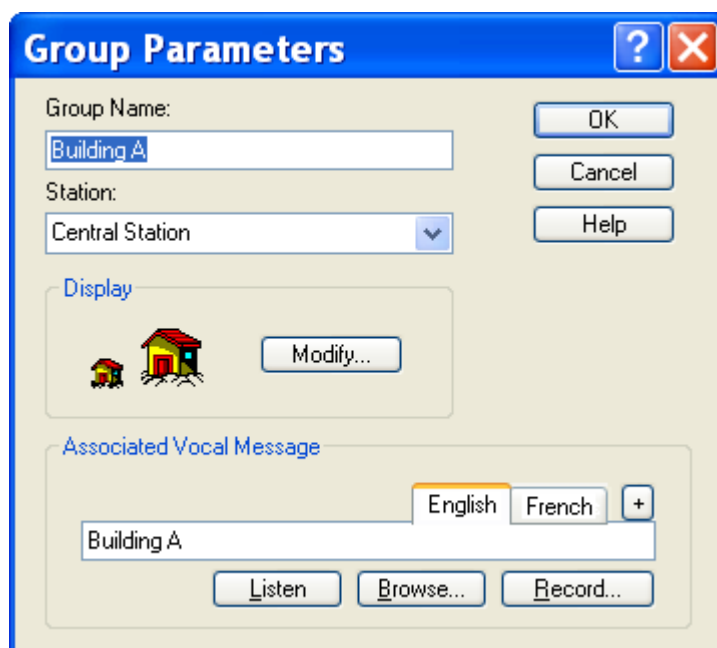 Group Parameters
Group Name:
OK
Building A
Cancel
Station:
Central Station
Help
Display
Modify...
Associated Vocal Message
English French +
Building A
Listen Browse... Record...